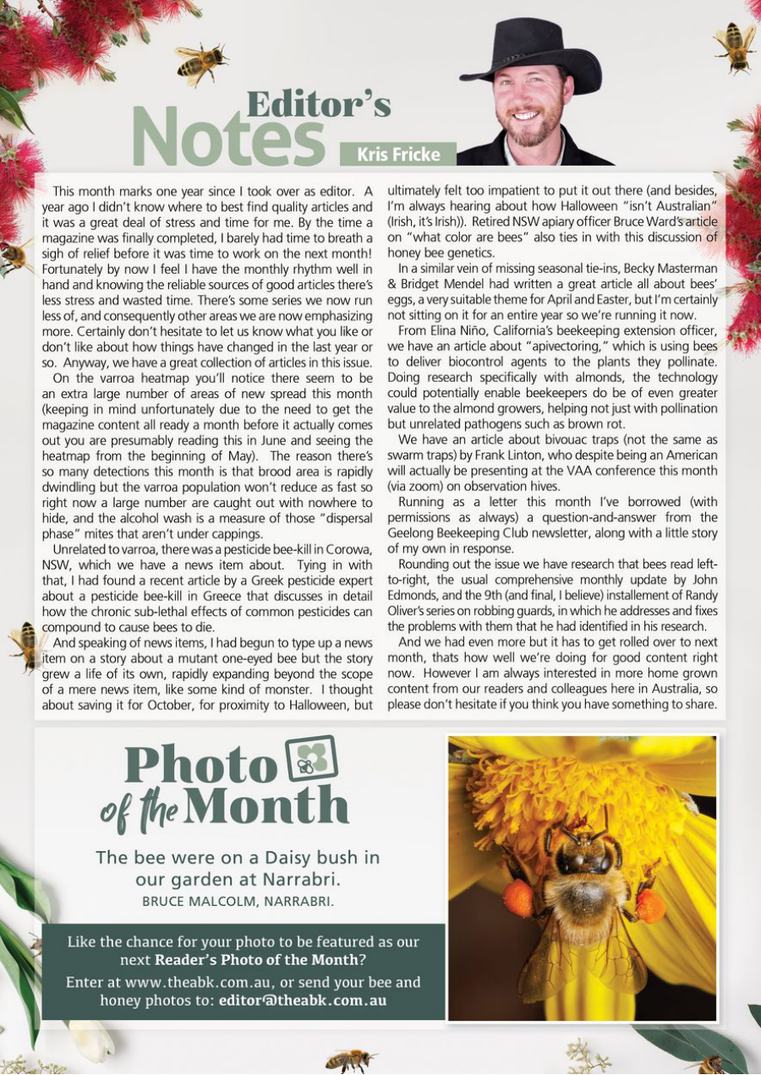 Editor's
Notes
Kris Fricke
This month marks one year since I took over as editor. A
year ago I didn't know where to best find quality articles and
it was a great deal of stress and time for me. By the time a
magazine was finally completed, I barely had time to breath a
sigh of relief before it was time to work on the next month!
Fortunately by now I feel I have the monthly rhythm well in
hand and knowing the reliable sources of good articles there's
less stress and wasted time. There's some series we now run
less of, and consequently other areas we are now emphasizing
more. Certainly don't hesitate to let us know what you like or
don't like about how things have changed in the last year or
so. Anyway, we have a great collection of articles in this issue.
On the varroa heatmap you'll notice there seem to be
an extra large number of areas of new spread this month
(keeping in mind unfortunately due to the need to get the
magazine content all ready a month before it actually comes
out you are presumably reading this in June and seeing the
heatmap from the beginning of May). The reason there's
so many detections this month is that brood area is rapidly
dwindling but the varroa population won't reduce as fast so
right now a large number are caught out with nowhere to
hide, and the alcohol wash is a measure of those "dispersal
phase" mites that aren't under cappings.
Unrelated to varroa, there was a pesticide bee-kill in Corowa,
NSW, which we have a news item about. Tying in with
that, I had found a recent article by a Greek pesticide expert
about a pesticide bee-kill in Greece that discusses in detail
how the chronic sub-lethal effects of common pesticides can
compound to cause bees to die.
And speaking of news items, I had begun to type up a news
item on a story about a mutant one-eyed bee but the story
grew a life of its own, rapidly expanding beyond the scope
of a mere news item, like some kind of monster. I thought
about saving it for October, for proximity to Halloween, but
ultimately felt too impatient to put it out there (and besides,
I'm always hearing about how Halloween "isn't Australian"
(Irish, it's Irish)). Retired NSW apiary officer Bruce Ward's article
on "what color are bees" also ties in with this discussion of
honey bee genetics.
In a similar vein of missing seasonal tie-ins, Becky Masterman
& Bridget Mendel had written a great article all about bees'
eggs, a very suitable theme for April and Easter, but I'm certainly
not sitting on it for an entire year so we're running it now.
From Elina Niño, California's beekeeping extension officer,
we have an article about "apivectoring," which is using bees
to deliver biocontrol agents to the plants they pollinate.
Doing research specifically with almonds, the technology
could potentially enable beekeepers do be of even greater
value to the almond growers, helping not just with pollination
but unrelated pathogens such as brown rot.
We have an article about bivouac traps (not the same as
swarm traps) by Frank Linton, who despite being an American
will actually be presenting at the VAA conference this month
(via zoom) on observation hives.
Running as a letter this month I've borrowed (with
permissions as always) a question-and-answer from the
Geelong Beekeeping Club newsletter, along with a little story
of my own in response.
Rounding out the issue we have research that bees read left-
to-right, the usual comprehensive monthly update by John
Edmonds, and the 9th (and final, I believe) installement of Randy
Oliver's series on robbing guards, in which he addresses and fixes
the problems with them that he had identified in his research.
And we had even more but it has to get rolled over to next
month, thats how well we're doing for good content right
now. However I am always interested in more home grown
content from our readers and colleagues here in Australia, so
please don't hesitate if you think you have something to share.
Photo
of the Month
The bee were on a Daisy bush in
our garden at Narrabri.
BRUCE MALCOLM, NARRABRI.
Like the chance for your photo to be featured as our
next Reader's Photo of the Month?
Enter at www.theabk.com.au, or send your bee and
honey photos to: editor@theabk.com.au